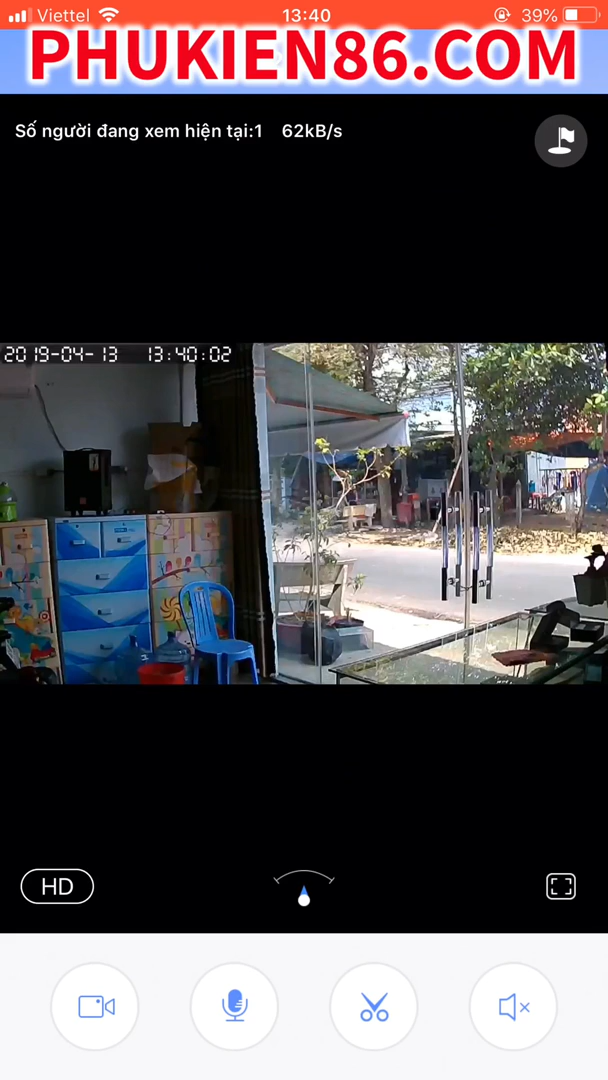 Viettel 13:40 39%
PHUKIEN86.COM
Số người đang xem hiện tại:1 62kB/s
2019-04-13 13:40:02
HD